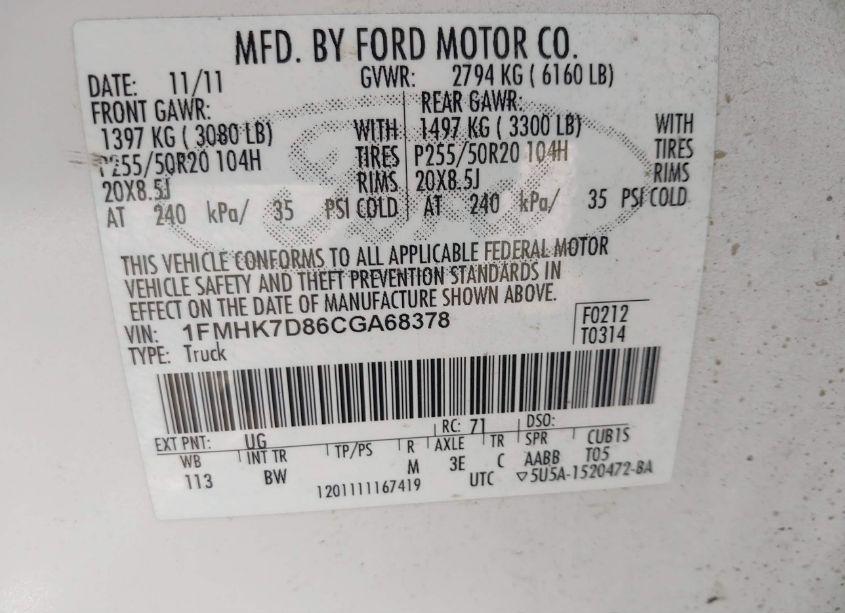 MFD. BY FORD MOTOR CO.
DATE: 11/11 GVWR: 2794 KG ( 6160 LB)
FRONT GAWR: REAR GAWR:
1397 KG ( 3080 LB) WITH 1497 KG ( 3300 LB) WITH
P255/50R20 104H TIRES P255/50R20 104H TIRES
20X8.5J RIMS 20X8.5J RIMS
AT 240 kPa/ 35 PSI COLD AT 240 kPa/ 35 PSI COLD
THIS VEHICLE CONFORMS TO ALL APPLICABLE FEDERAL MOTOR
VEHICLE SAFETY AND THEFT PREVENTION STANDARDS IN
EFFECT ON THE DATE OF MANUFACTURE SHOWN ABOVE.
VIN: 1FMHK7D86CGA68378 F0212
TYPE: Truck T0314
EXT PNT: UG RC: 71 DSO:
WB INT TR TP/PS R AXLE TR SPR CUB1S
113 BW M 3E C AABB T05
1201111167419 UTC ▽5U5A-1520472-BA